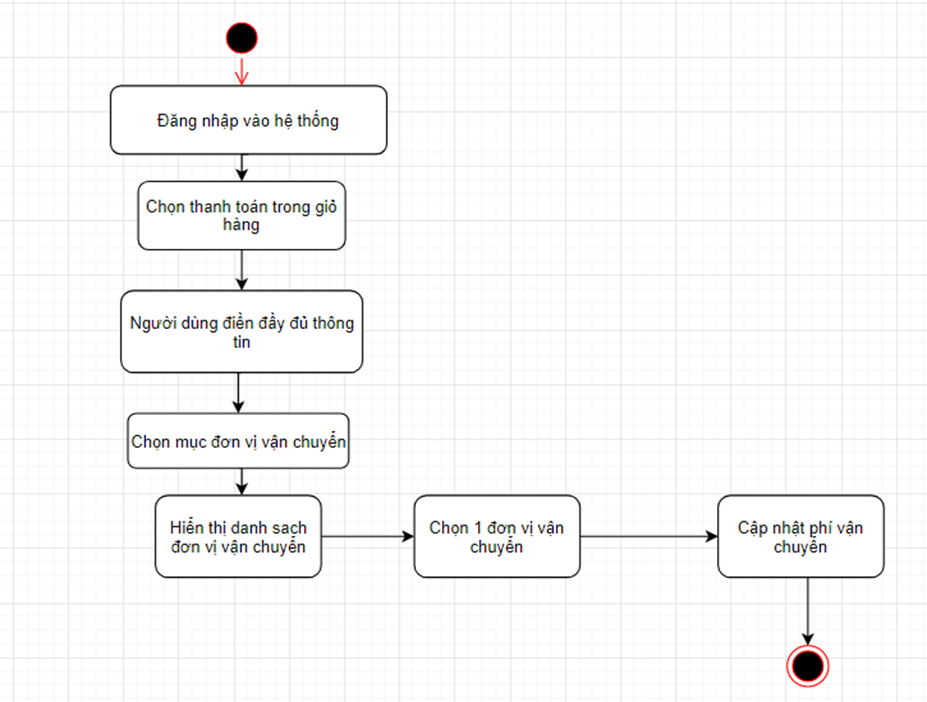 Đăng nhập vào hệ thống
Chọn thanh toán trong giỏ
hàng
Người dùng điền đầy đủ thông
tin
Chọn mục đơn vị vận chuyển
Hiển thị danh sach
đơn vị vận chuyển
Chọn 1 đơn vị vận
chuyển
Cập nhật phí vận
chuyển